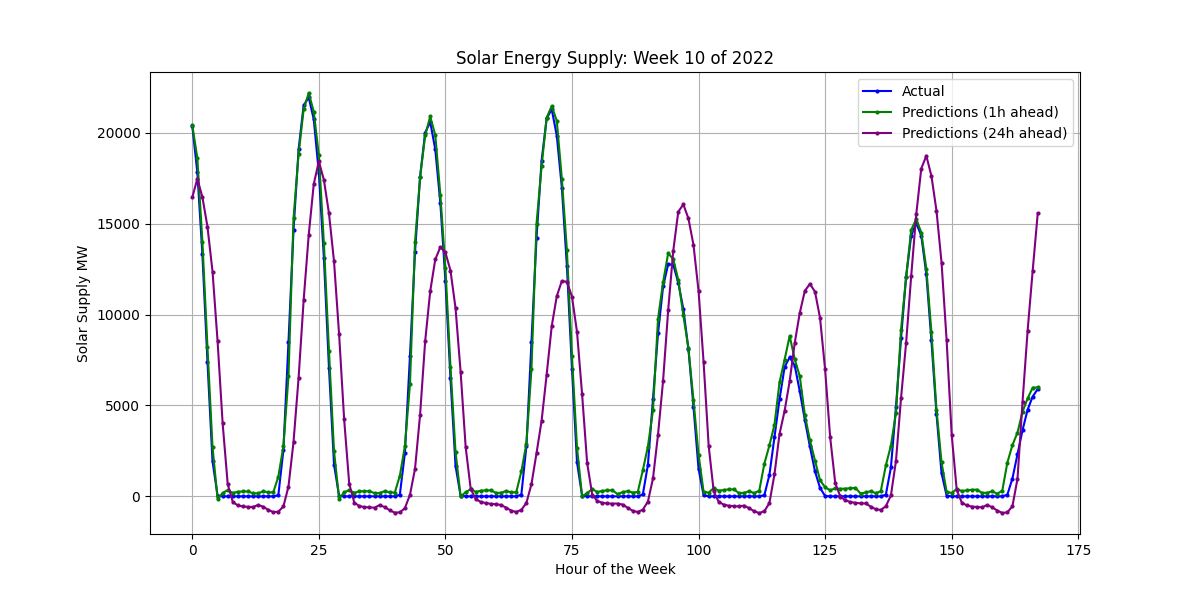 Solar Energy Supply: Week 10 of 2022
Actual
Predictions (1h ahead)
Predictions (24h ahead)
Solar Supply MW
20000
15000
10000
5000
0
0 25 50 75 100 125 150 175
Hour of the Week